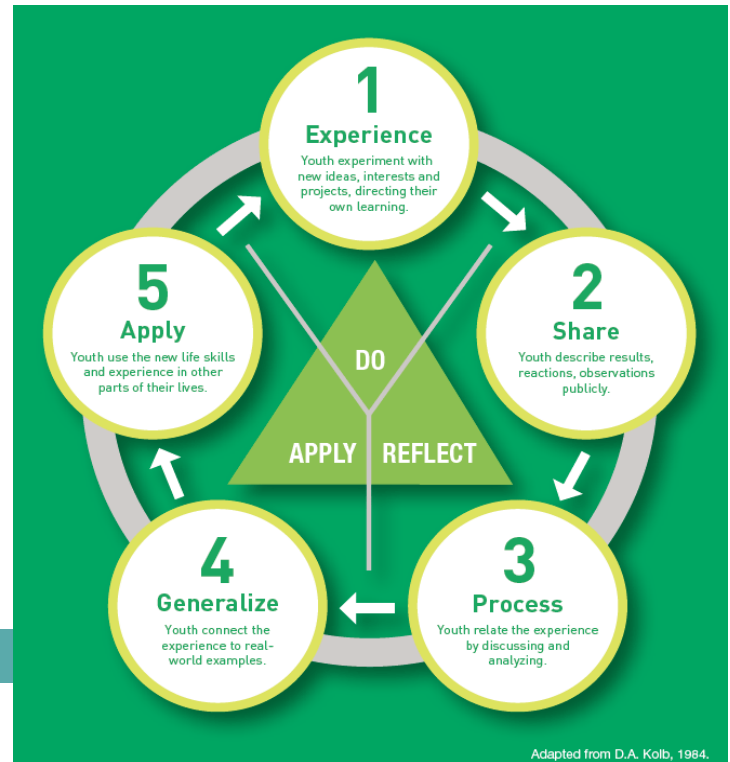 1
Experience
Youth experiment with
new ideas, interests and
projects, directing their
own learning.
2
Share
Youth describe results,
reactions, observations
publicly.
3
Process
Youth relate the experience
by discussing and
analyzing.
4
Generalize
Youth connect the
experience to real-
world examples.
5
Apply
Youth use the new life skills
and experience in other
parts of their lives.
DO
APPLY REFLECT
Adapted from D.A. Kolb, 1984.